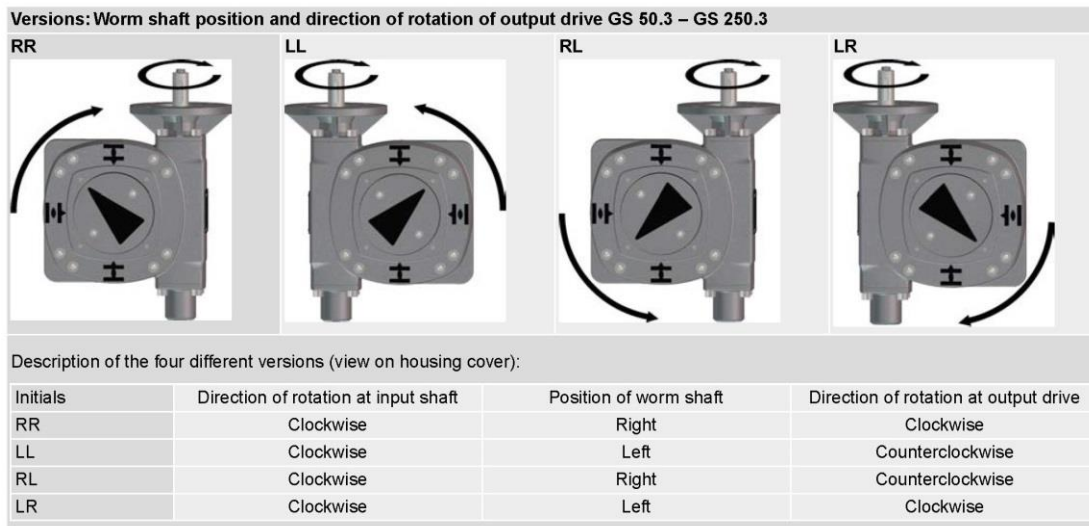 Versions: Worm shaft position and direction of rotation of output drive GS 50.3 – GS 250.3
RR LL RL LR
Description of the four different versions (view on housing cover):
Initials Direction of rotation at input shaft Position of worm shaft Direction of rotation at output drive
RR Clockwise Right Clockwise
LL Clockwise Left Counterclockwise
RL Clockwise Right Counterclockwise
LR Clockwise Left Clockwise